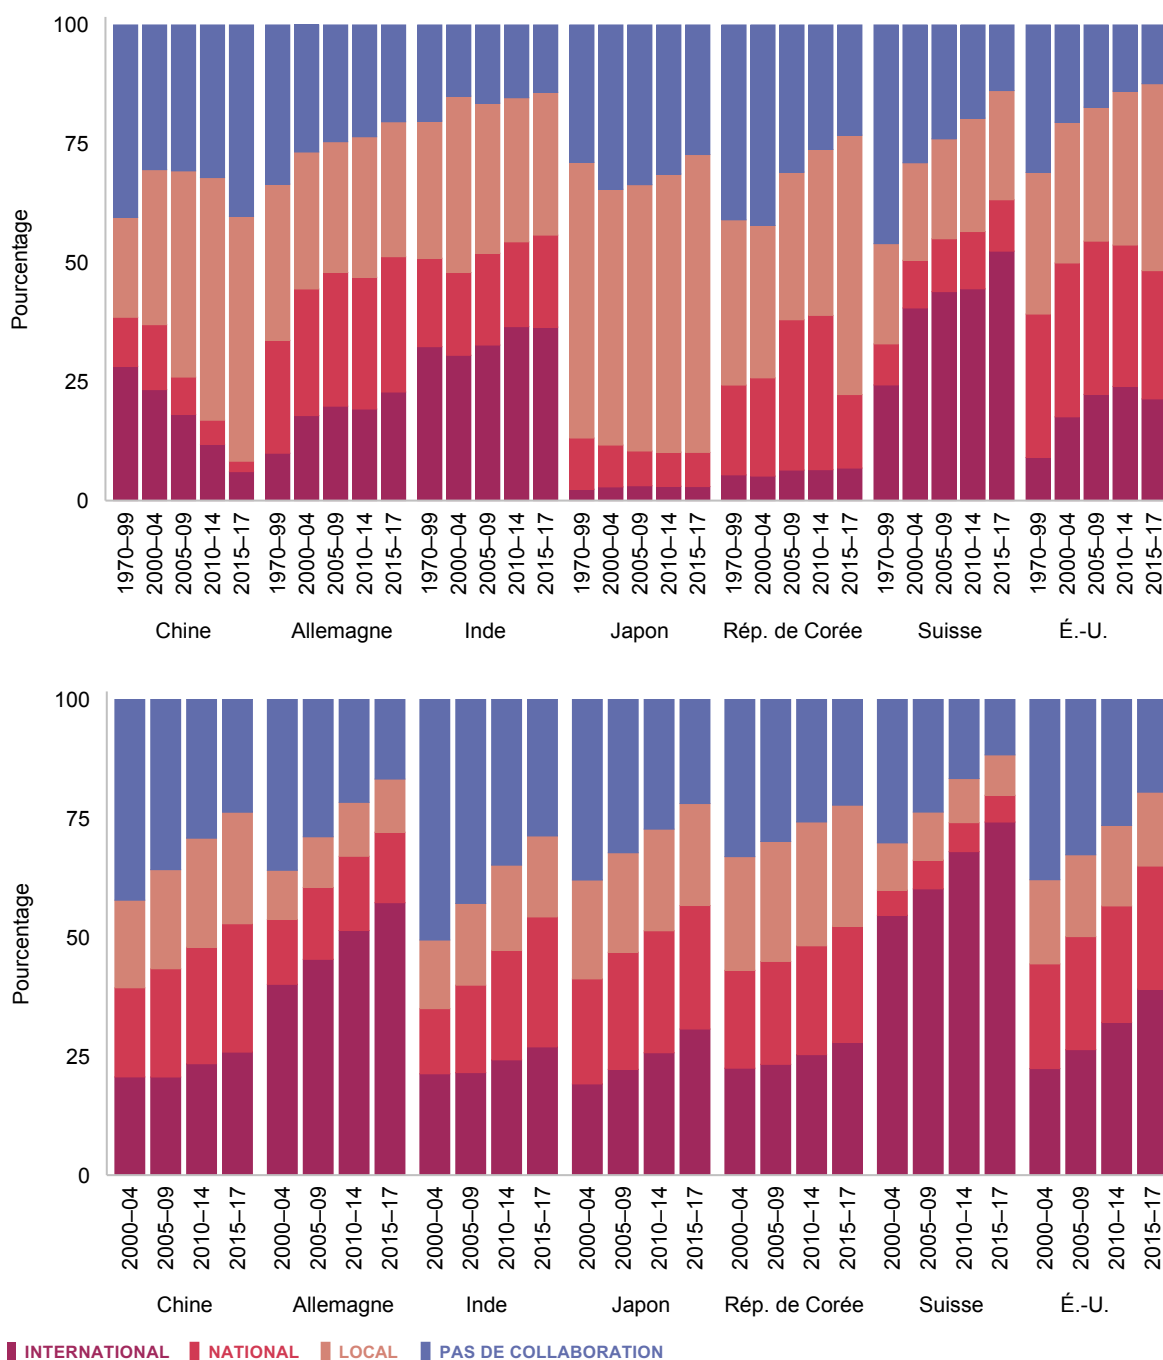 100
75
50
25
0
Pourcentage
1970–99 2000–04 2005–09 2010–14 2015–17 1970–99 2000–04 2005–09 2010–14 2015–17 1970–99 2000–04 2005–09 2010–14 2015–17 1970–99 2000–04 2005–09 2010–14 2015–17 1970–99 2000–04 2005–09 2010–14 2015–17 1970–99 2000–04 2005–09 2010–14 2015–17 1970–99 2000–04 2005–09 2010–14 2015–17
Chine Allemagne Inde Japon Rép. de Corée Suisse É.-U.
100
75
50
25
0
Pourcentage
2000–04 2005–09 2010–14 2015–17 2000–04 2005–09 2010–14 2015–17 2000–04 2005–09 2010–14 2015–17 2000–04 2005–09 2010–14 2015–17 2000–04 2005–09 2010–14 2015–17 2000–04 2005–09 2010–14 2015–17 2000–04 2005–09 2010–14 2015–17
Chine Allemagne Inde Japon Rép. de Corée Suisse É.-U.
INTERNATIONAL NATIONAL LOCAL PAS DE COLLABORATION